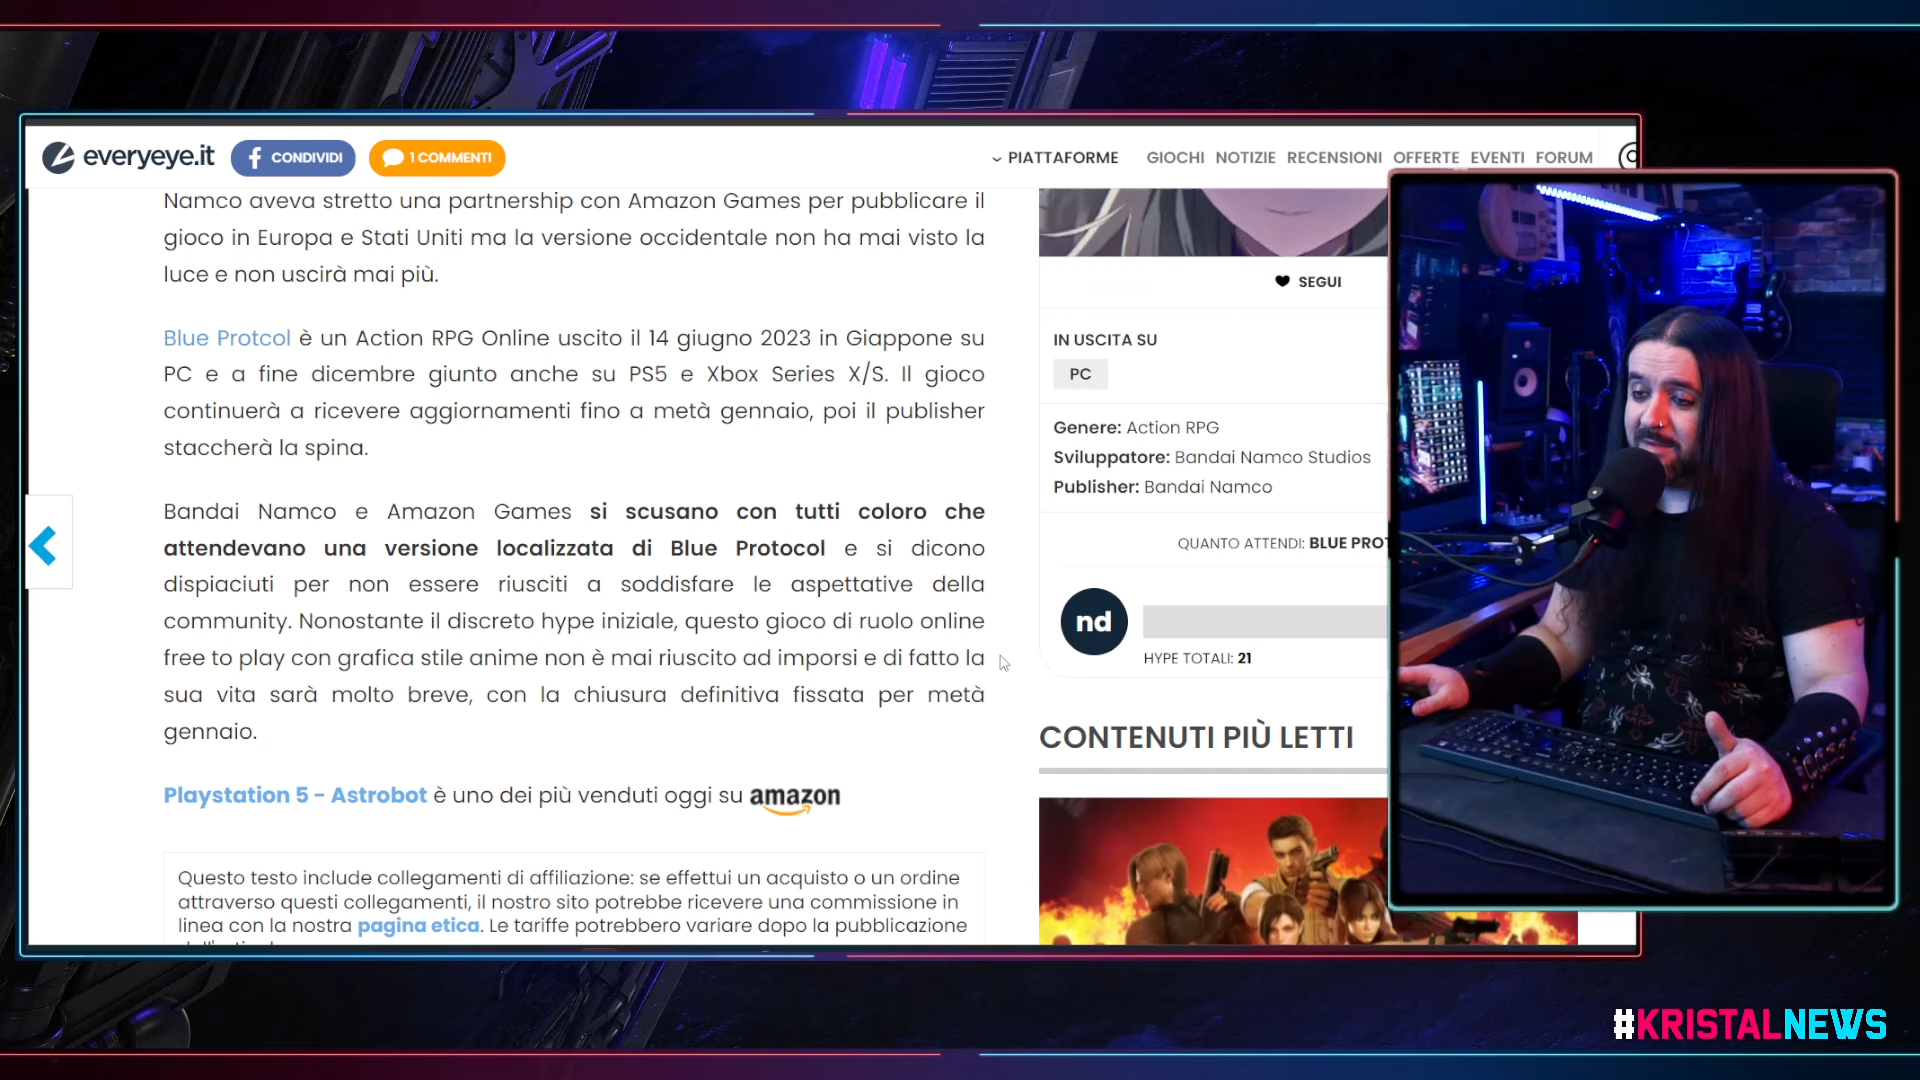 everyeye.it
CONDIVIDI
1 COMMENTI
PIATTAFORME
GIOCHI NOTIZIE RECENSIONI OFFERTE EVENTI FORUM
Namco aveva stretto una partnership con Amazon Games per pubblicare il
gioco in Europa e Stati Uniti ma la versione occidentale non ha mai visto la
luce e non uscirà mai più.
Blue Protcol è un Action RPG Online uscito il 14 giugno 2023 in Giappone su
PC e a fine dicembre giunto anche su PS5 e Xbox Series X/S. Il gioco
continuerà a ricevere aggiornamenti fino a metà gennaio, poi il publisher
staccherà la spina.
Bandai Namco e Amazon Games si scusano con tutti coloro che
attendevano una versione localizzata di Blue Protocol e si dicono
dispiaciuti per non essere riusciti a soddisfare le aspettative della
community. Nonostante il discreto hype iniziale, questo gioco di ruolo online
free to play con grafica stile anime non è mai riuscito ad imporsi e di fatto la
sua vita sarà molto breve, con la chiusura definitiva fissata per metà
gennaio.
Playstation 5 - Astrobot è uno dei più venduti oggi su amazon
Questo testo include collegamenti di affiliazione: se effettui un acquisto o un ordine
attraverso questi collegamenti, il nostro sito potrebbe ricevere una commissione in
linea con la nostra pagina etica. Le tariffe potrebbero variare dopo la pubblicazione
SEGUI
IN USCITA SU
PC
Genere: Action RPG
Sviluppatore: Bandai Namco Studios
Publisher: Bandai Namco
QUANTO ATTENDI: BLUE PROT
nd
HYPE TOTALI: 21
CONTENUTI PIÙ LETTI
#KRISTALNEWS